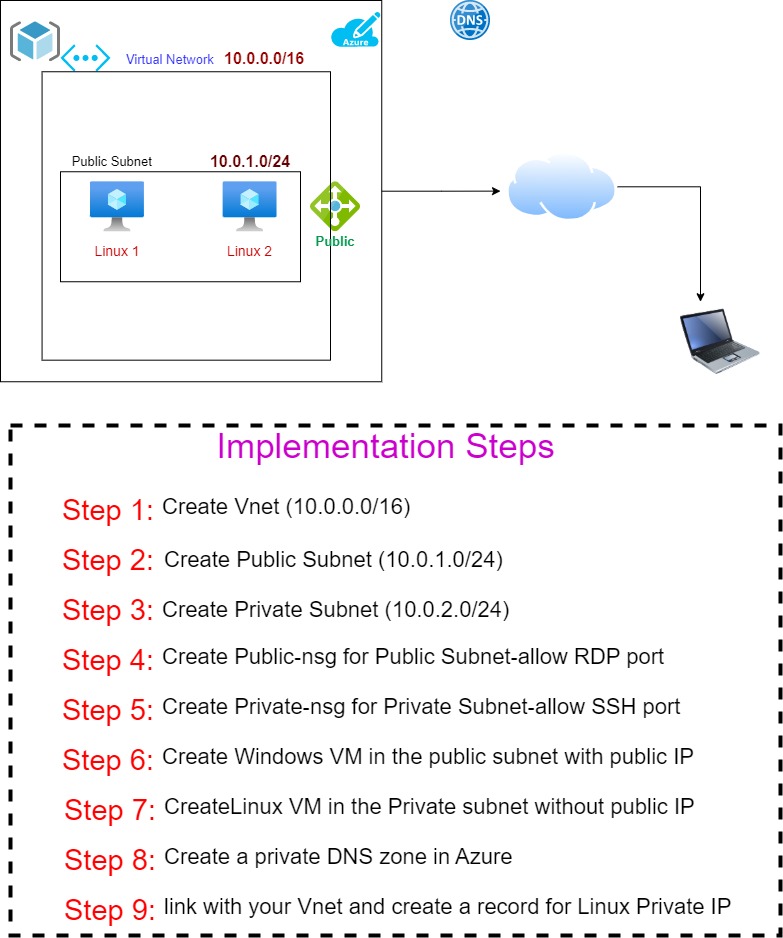 Azure
DNS
Virtual Network 10.0.0.0/16
Public Subnet 10.0.1.0/24
Linux 1 Linux 2
Public
Implementation Steps
Step 1: Create Vnet (10.0.0.0/16)
Step 2: Create Public Subnet (10.0.1.0/24)
Step 3: Create Private Subnet (10.0.2.0/24)
Step 4: Create Public-nsg for Public Subnet-allow RDP port
Step 5: Create Private-nsg for Private Subnet-allow SSH port
Step 6: Create Windows VM in the public subnet with public IP
Step 7: CreateLinux VM in the Private subnet without public IP
Step 8: Create a private DNS zone in Azure
Step 9: link with your Vnet and create a record for Linux Private IP